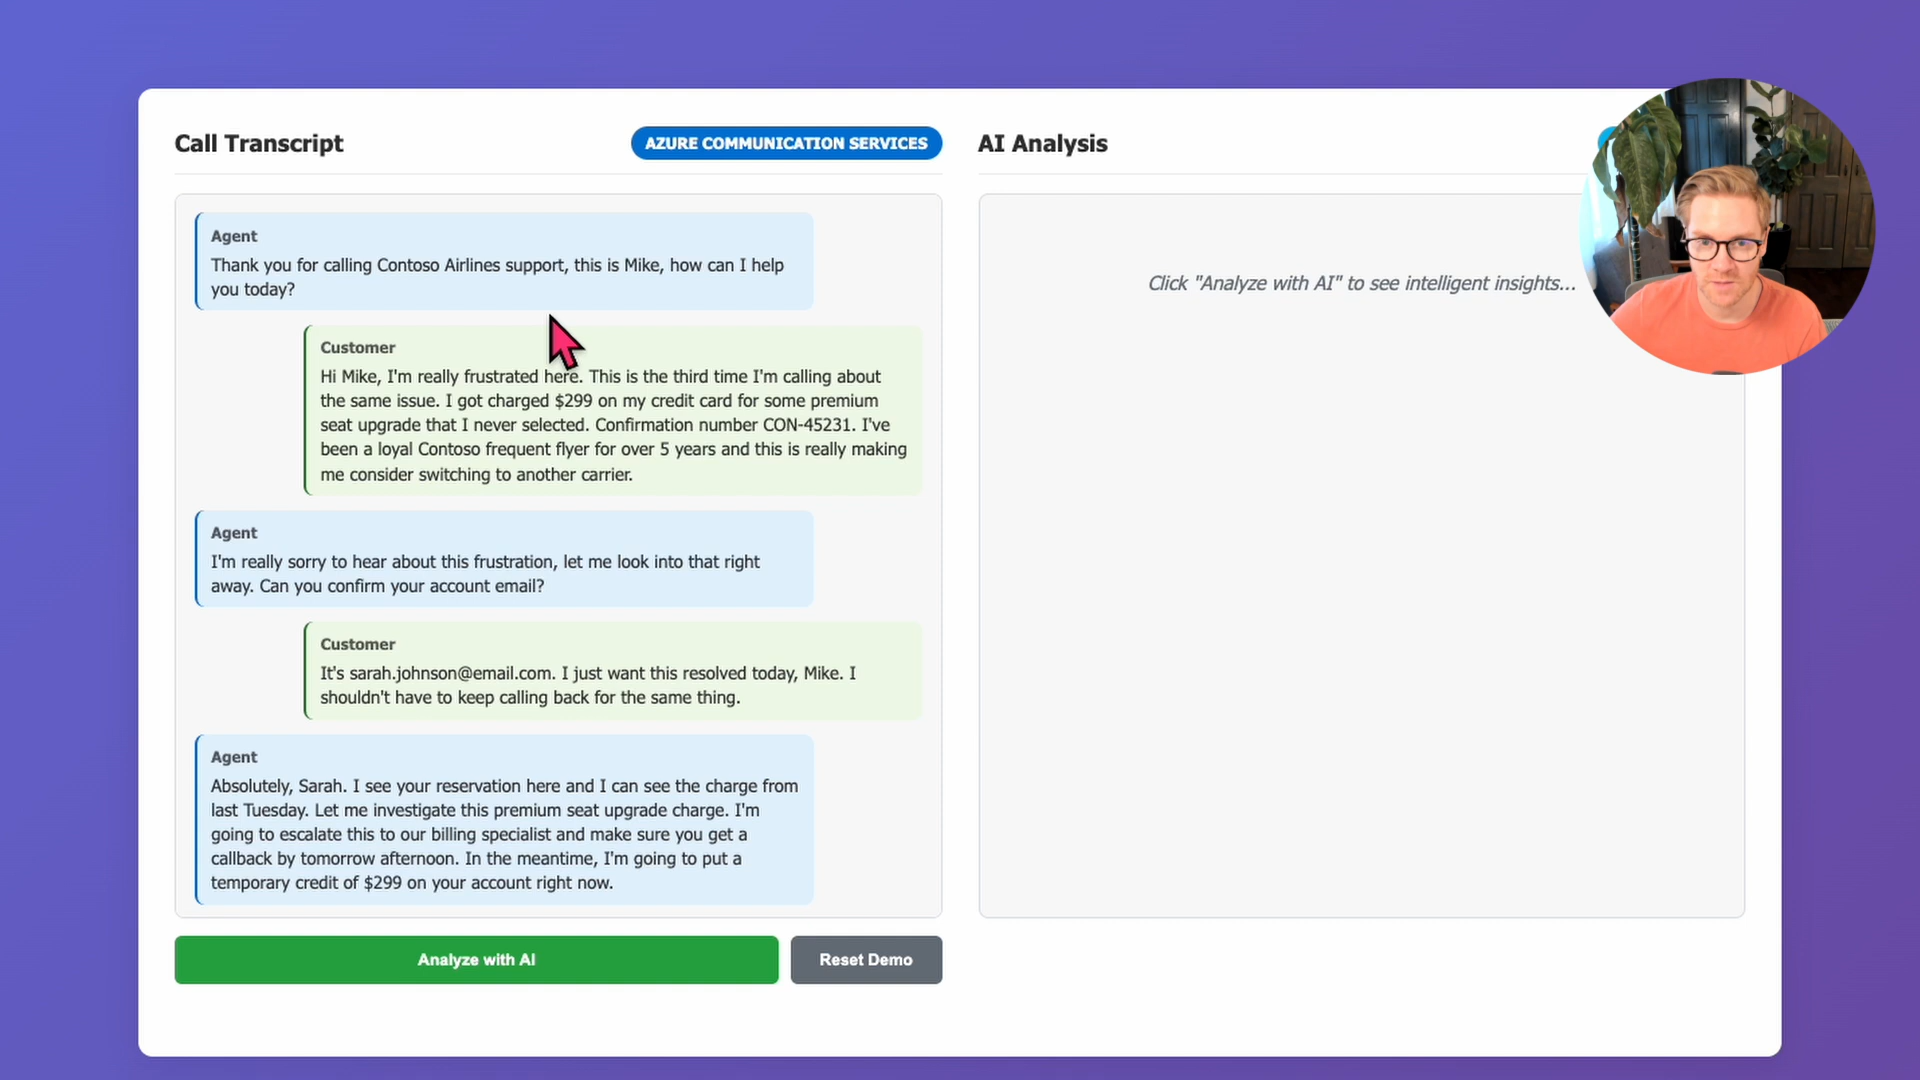 Call Transcript
AZURE COMMUNICATION SERVICES
Agent
Thank you for calling Contoso Airlines support, this is Mike, how can I help
you today?
Customer
Hi Mike, I'm really frustrated here. This is the third time I'm calling about
the same issue. I got charged $299 on my credit card for some premium
seat upgrade that I never selected. Confirmation number CON-45231. I've
been a loyal Contoso frequent flyer for over 5 years and this is really making
me consider switching to another carrier.
Agent
I'm really sorry to hear about this frustration, let me look into that right
away. Can you confirm your account email?
Customer
It's sarah.johnson@email.com. I just want this resolved today, Mike. I
shouldn't have to keep calling back for the same thing.
Agent
Absolutely, Sarah. I see your reservation here and I can see the charge from
last Tuesday. Let me investigate this premium seat upgrade charge. I'm
going to escalate this to our billing specialist and make sure you get a
callback by tomorrow afternoon. In the meantime, I'm going to put a
temporary credit of $299 on your account right now.
Analyze with AI
Reset Demo
AI Analysis
Click "Analyze with AI" to see intelligent insights...